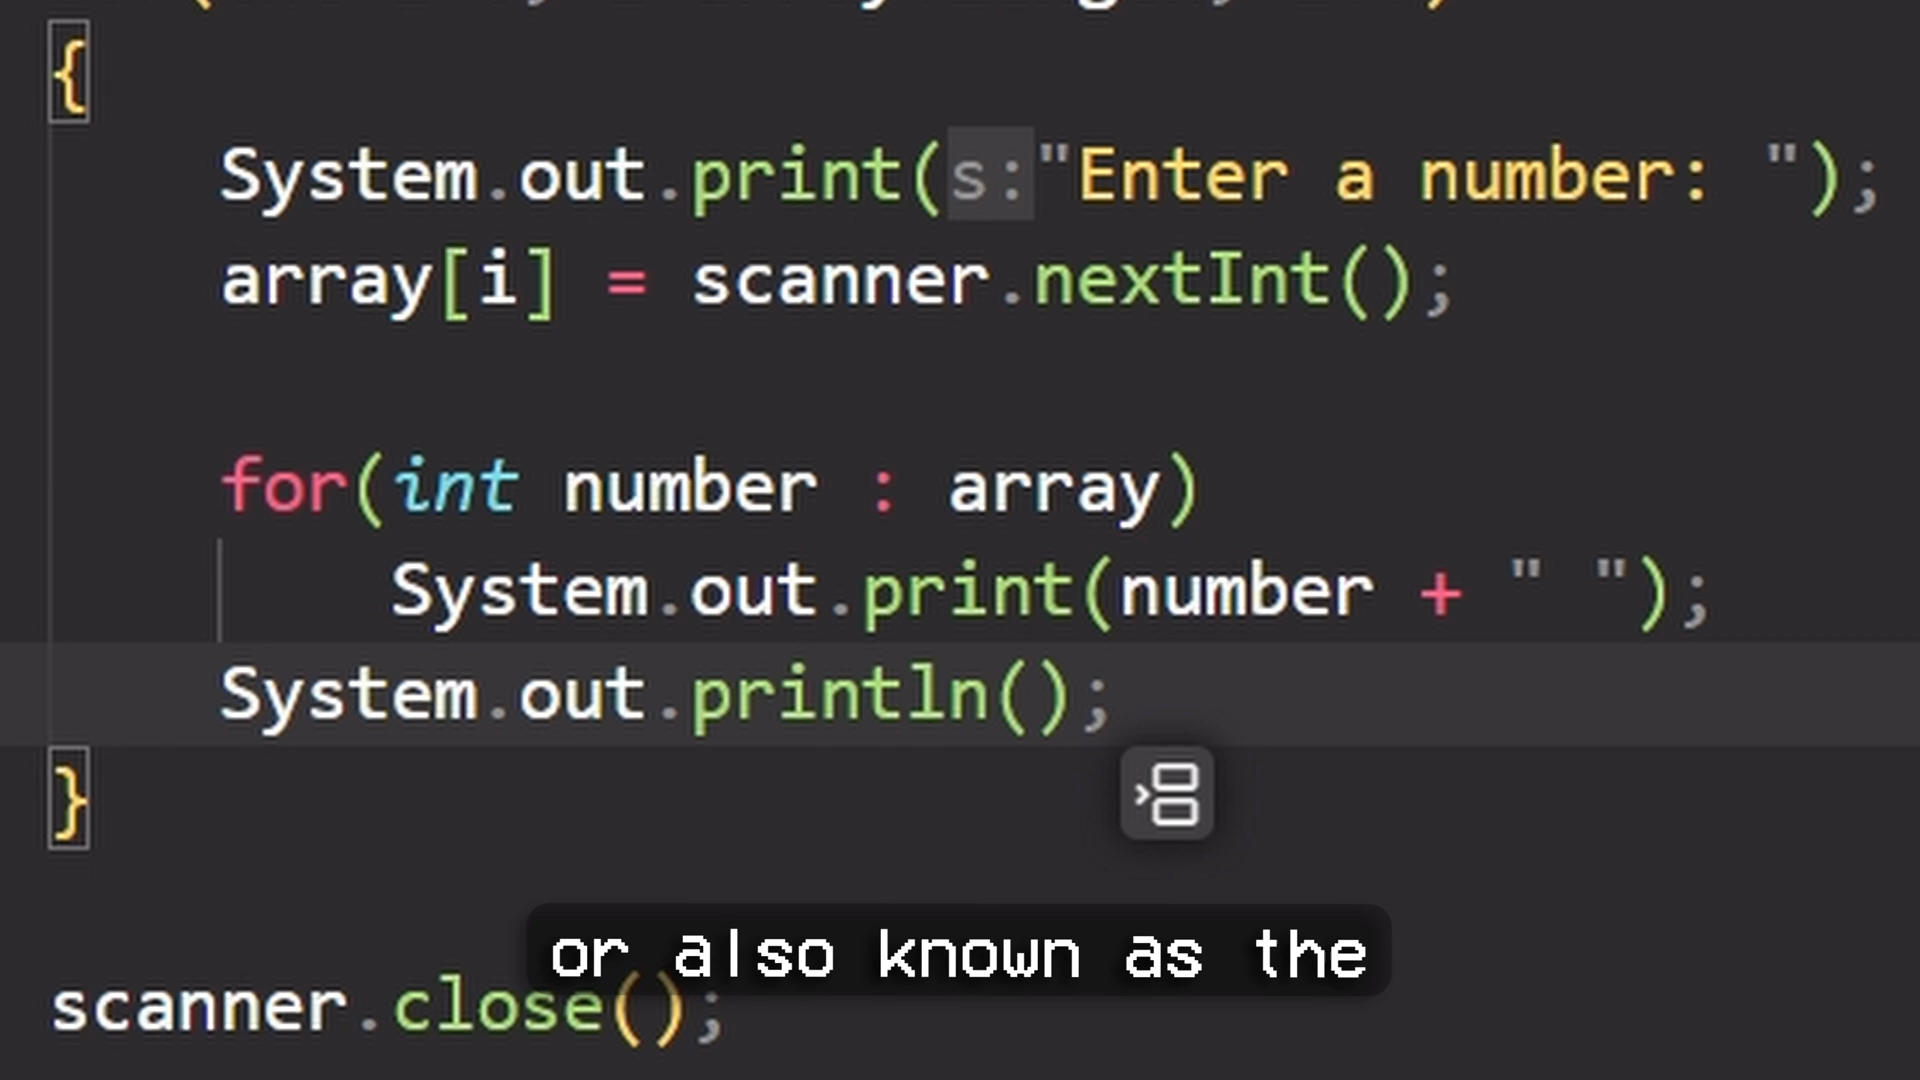 {
System.out.print(s:"Enter a number: ");
array[i] = scanner.nextInt();
for(int number : array)
System.out.print(number + " ");
System.out.println();
}
or also known as the
scanner.close();